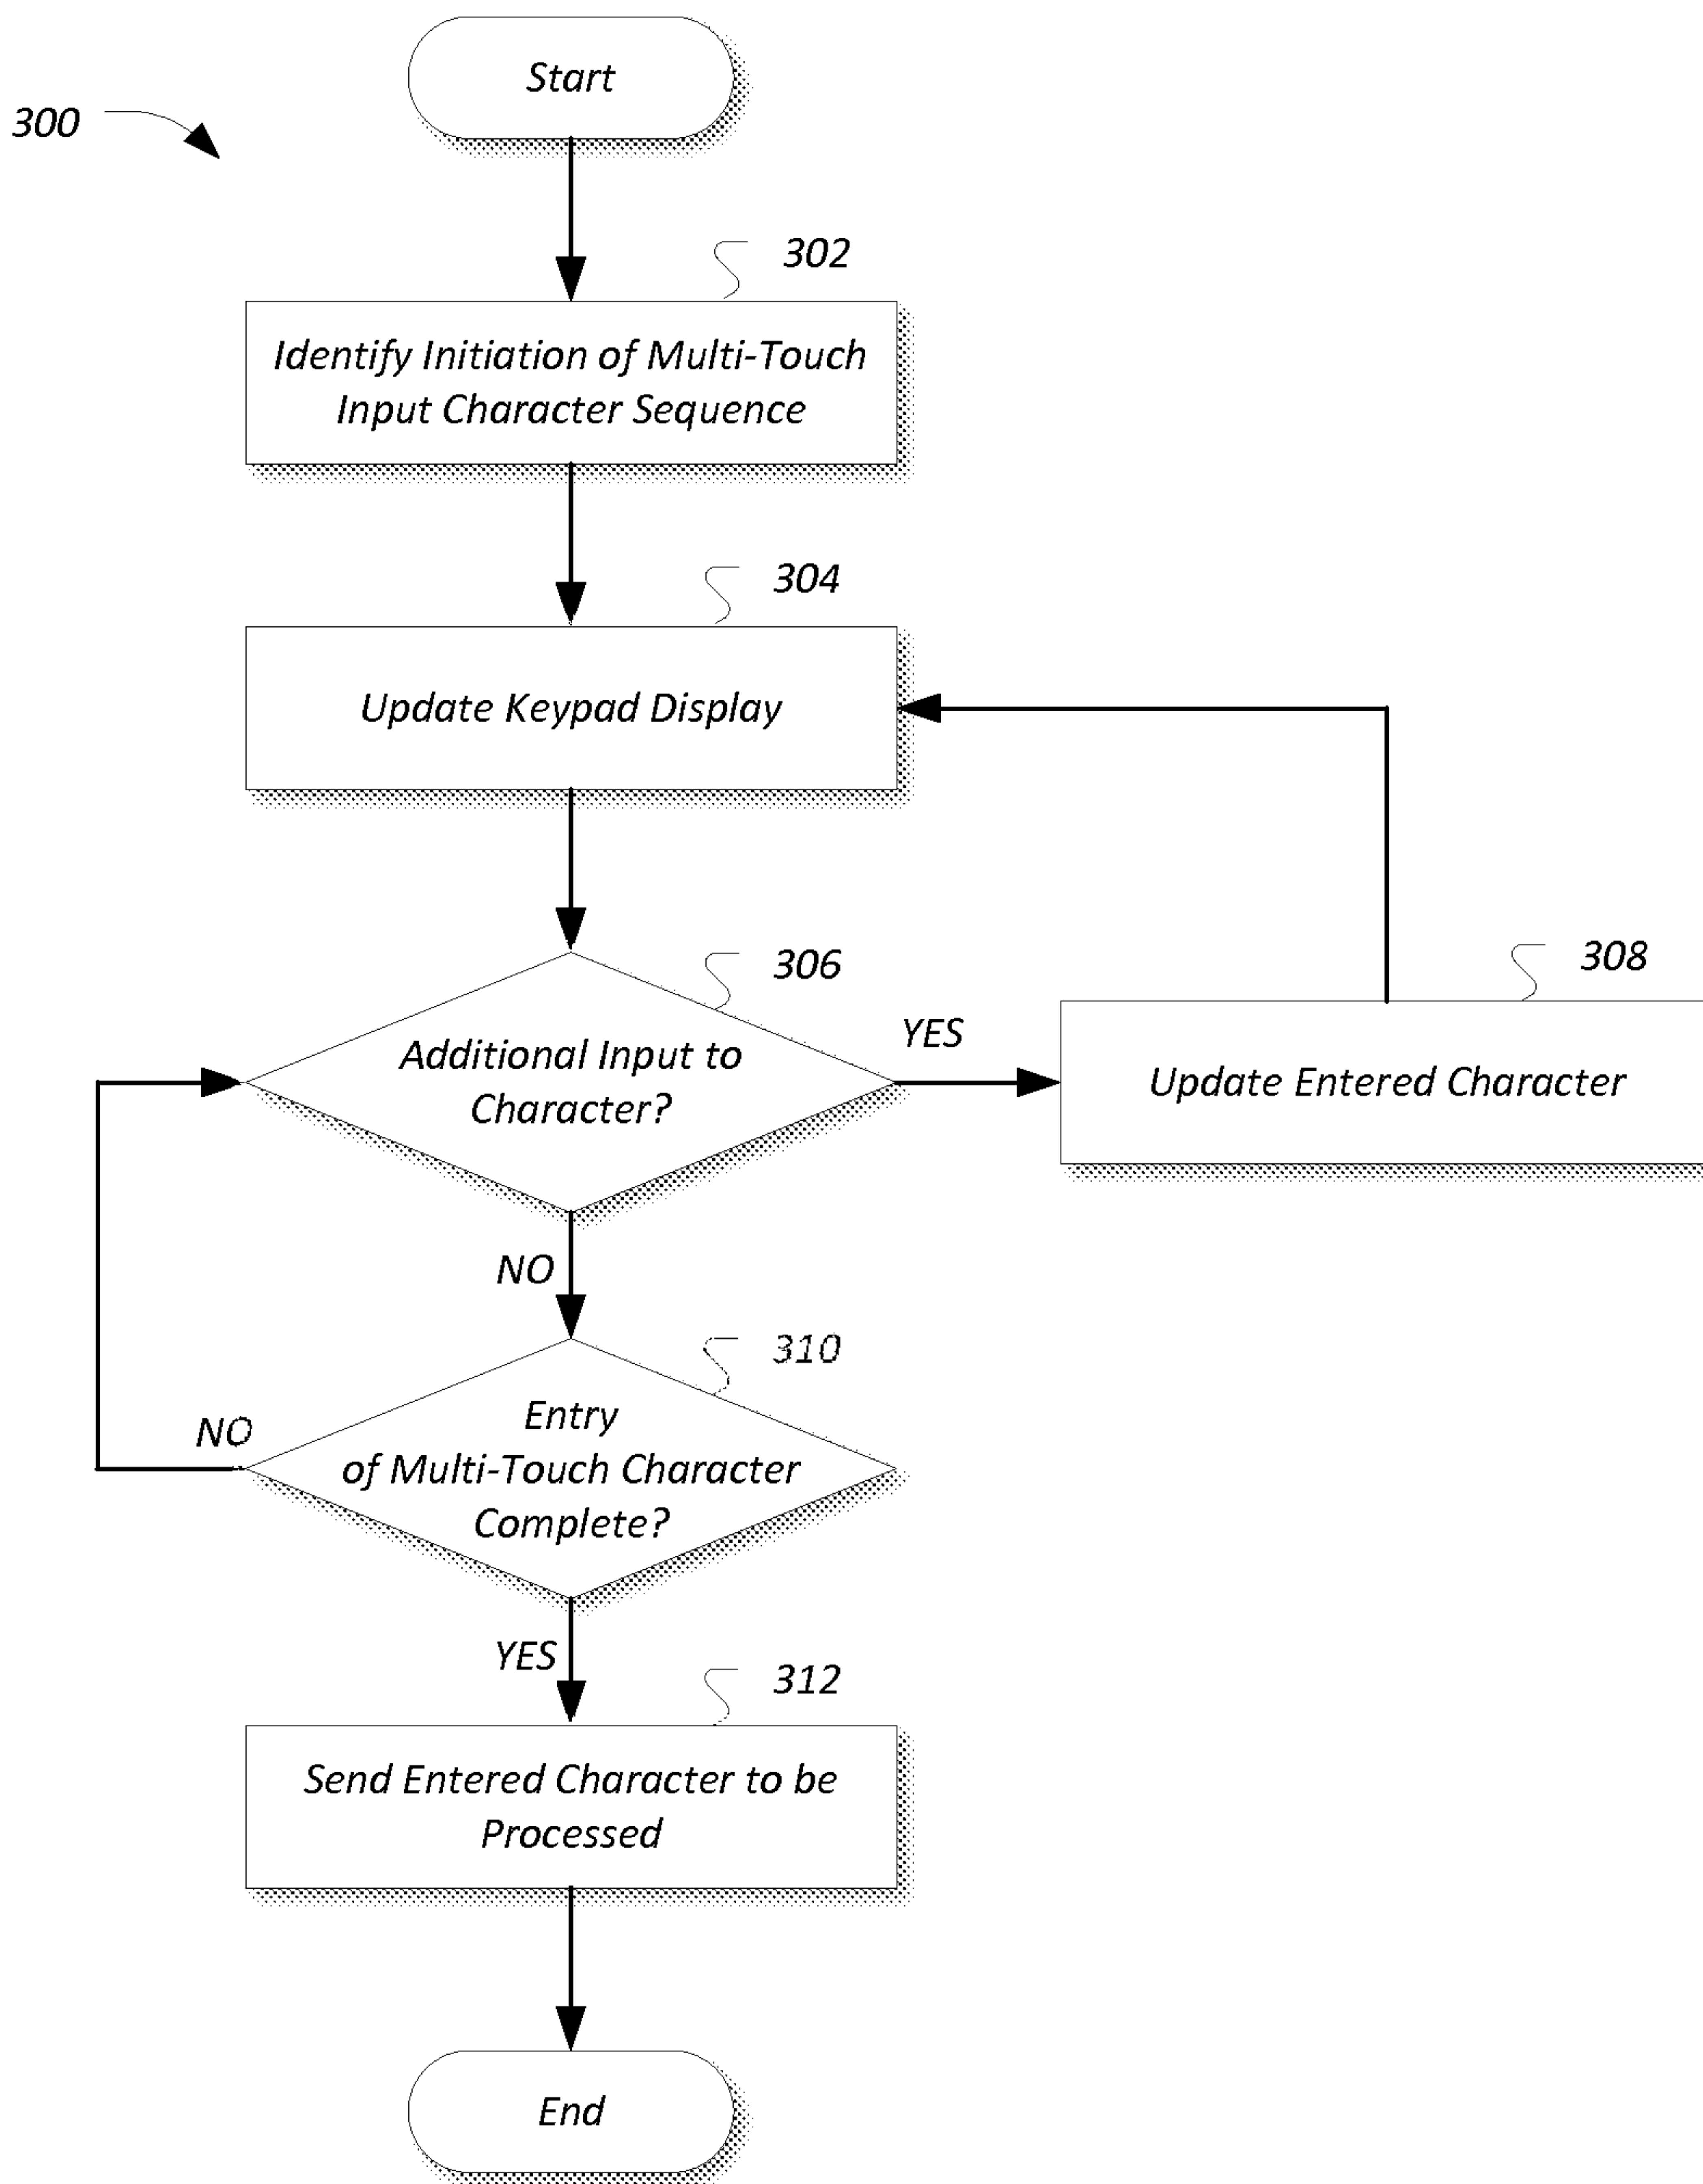 Start
300
302
Identify Initiation of Multi-Touch
Input Character Sequence
304
Update Keypad Display
306
308
Additional Input to
Character?
YES
Update Entered Character
NO
310
Entry
of Multi-Touch Character
Complete?
NO
YES
312
Send Entered Character to be
Processed
End